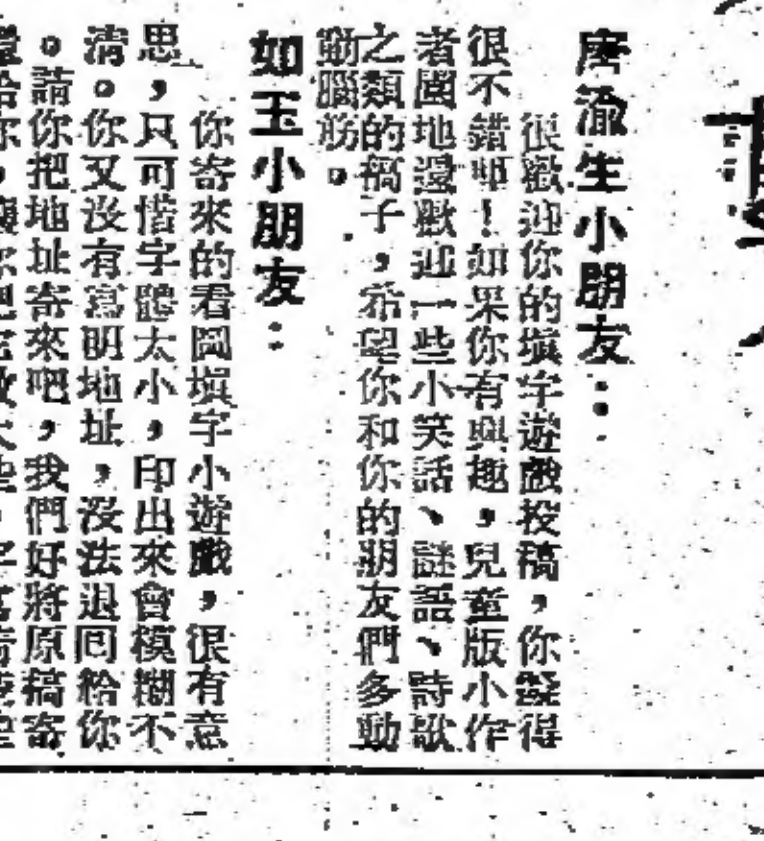 唐渝生小朋友：
很歡迎你的填字遊戲投稿，你擬得
很不錯呢！如果你有興趣，兒童版小作
者園地還歡迎一些小笑話、謎語、詩歌
之類的稿子，希望你和你的朋友們多動
動腦筋。
如玉小朋友：
你寄來的看圖填字小遊戲，很有意
思，只可惜字體太小，印出來會模糊不
清。你又沒有寫明地址，沒法退回給你
。請你把地址寄來吧，我們好將原稿寄